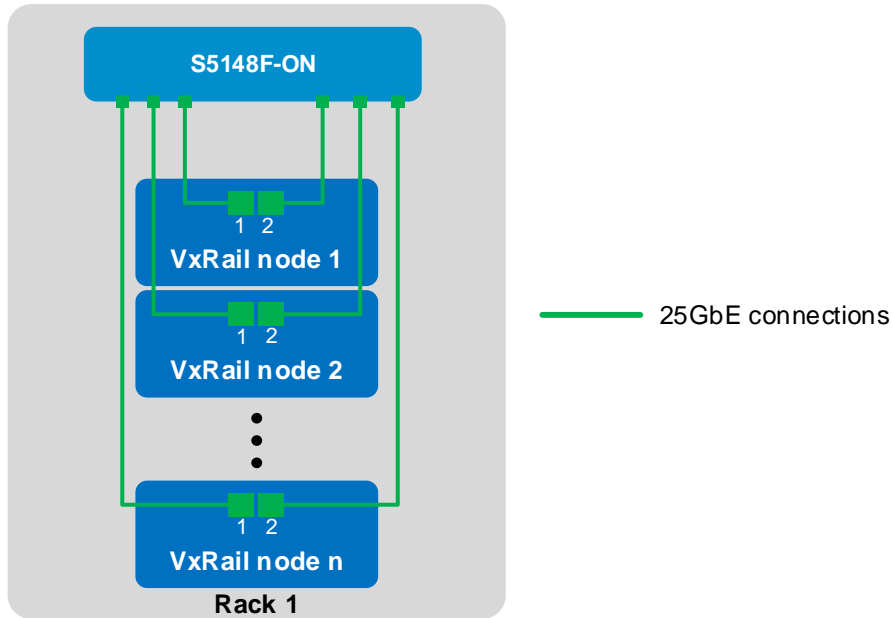 S5148F-ON
1 2
VxRail node 1
25GbE connections
1 2
VxRail node 2
1 2
VxRail node n
Rack 1